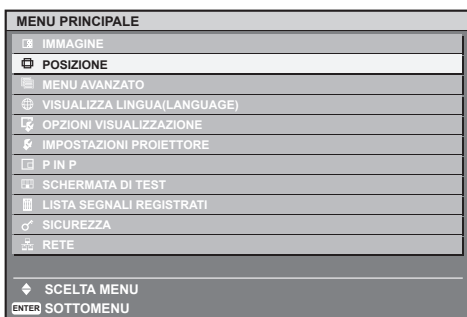 MENU PRINCIPALE
IMMAGINE
POSIZIONE
MENU AVANZATO
VISUALIZZA LINGUA(LANGUAGE)
OPZIONI VISUALIZZAZIONE
IMPOSTAZIONI PROIETTORE
P IN P
SCHERMATA DI TEST
LISTA SEGNALI REGISTRATI
SICUREZZA
RETE
SCELTA MENU
ENTER SOTTOMENU